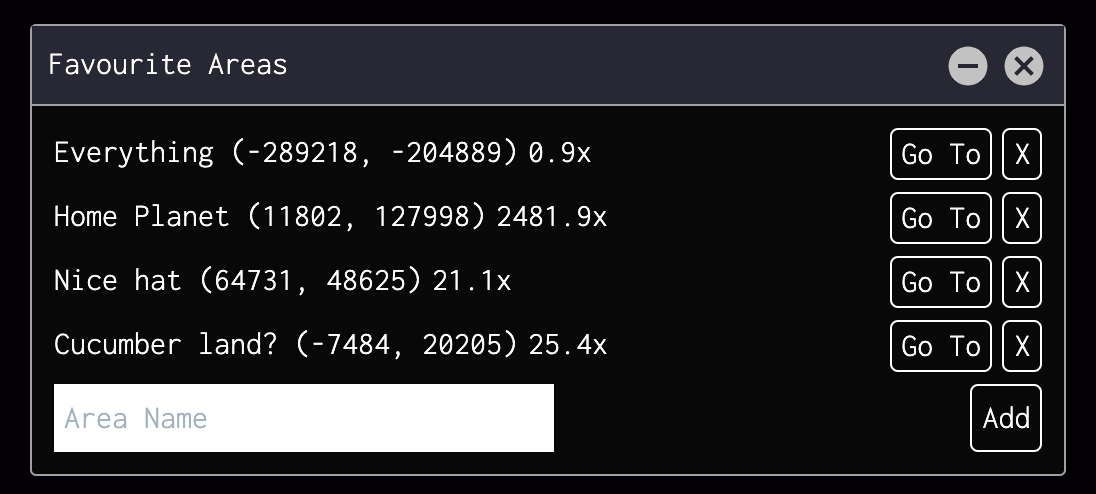 Favourite Areas
Everything (-289218, -204889) 0.9x Go To X
Home Planet (11802, 127998) 2481.9x Go To X
Nice hat (64731, 48625) 21.1x Go To X
Cucumber land? (-7484, 20205) 25.4x Go To X
Area Name Add